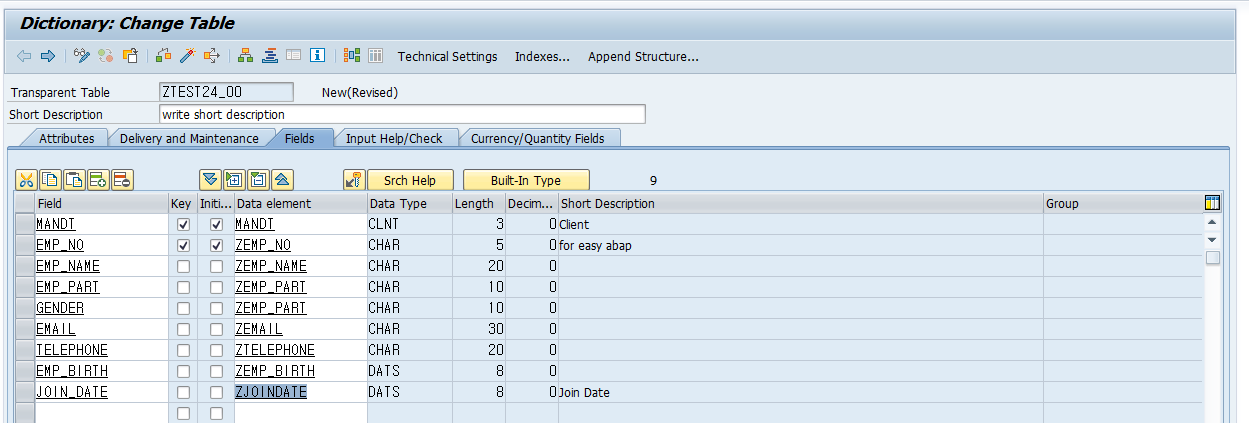 Dictionary: Change Table
Technical Settings Indexes... Append Structure...
Transparent Table ZTEST24_00 New(Revised)
Short Description write short description
Attributes Delivery and Maintenance Fields Input Help/Check Currency/Quantity Fields
Srch Help Built-In Type 9
Field Key Initi... Data element Data Type Length Decim... Short Description Group
MANDT MANDT CLNT 3 0 Client
EMP_NO ZEMP_NO CHAR 5 0 for easy abap
EMP_NAME ZEMP_NAME CHAR 20 0
EMP_PART ZEMP_PART CHAR 10 0
GENDER ZEMP_PART CHAR 10 0
EMAIL ZEMAIL CHAR 30 0
TELEPHONE ZTELEPHONE CHAR 20 0
EMP_BIRTH ZEMP_BIRTH DATS 8 0
JOIN_DATE ZJOINDATE DATS 8 0 Join Date